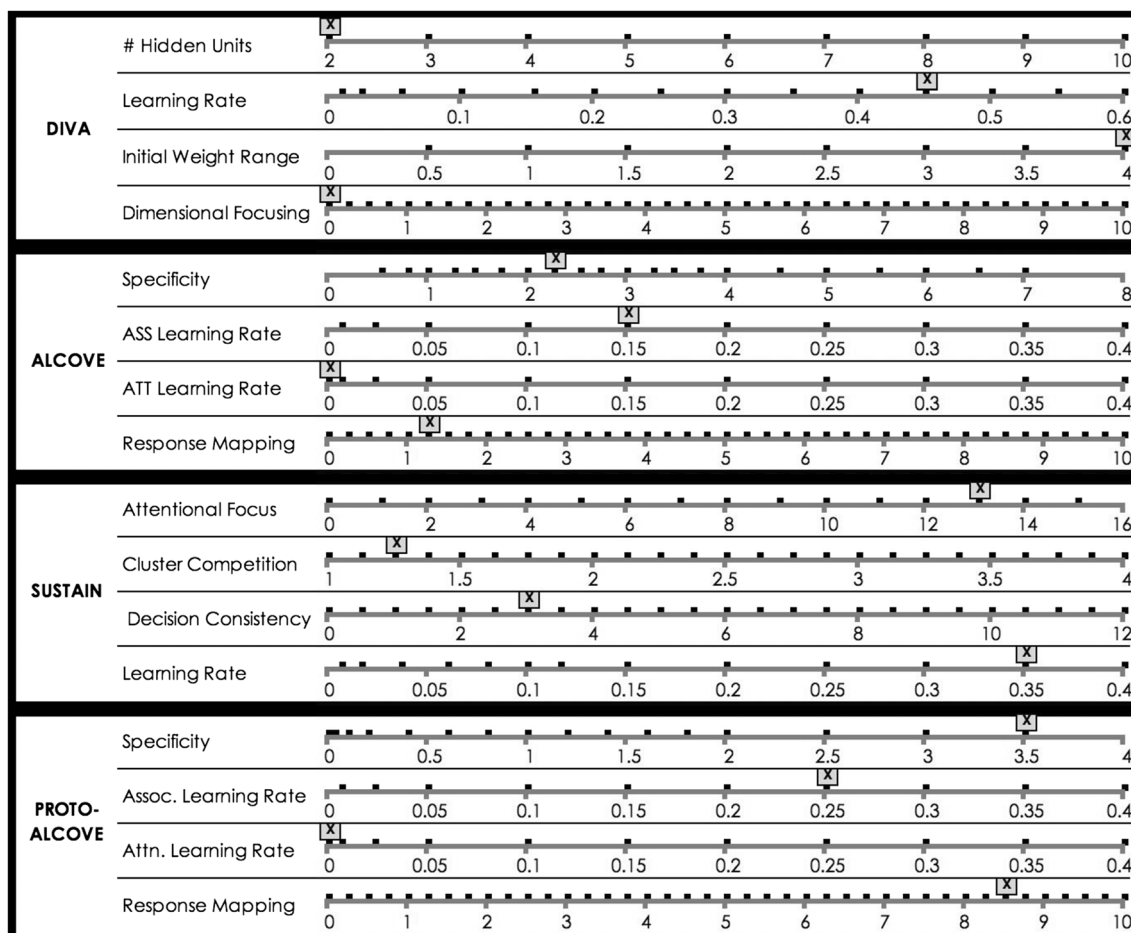 X
# Hidden Units
2 3 4 5 6 7 8 9 10
X
Learning Rate
0 0.1 0.2 0.3 0.4 0.5 0.6
DIVA
X
Initial Weight Range
0 0.5 1 1.5 2 2.5 3 3.5 4
X
Dimensional Focusing
0 1 2 3 4 5 6 7 8 9 10
X
Specificity
0 1 2 3 4 5 6 7 8
X
ASS Learning Rate
0 0.05 0.1 0.15 0.2 0.25 0.3 0.35 0.4
ALCOVE
X
ATT Learning Rate
0 0.05 0.1 0.15 0.2 0.25 0.3 0.35 0.4
X
Response Mapping
0 1 2 3 4 5 6 7 8 9 10
X
Attentional Focus
0 2 4 6 8 10 12 14 16
X
Cluster Competition
1 1.5 2 2.5 3 3.5 4
SUSTAIN
X
Decision Consistency
0 2 4 6 8 10 12
X
Learning Rate
0 0.05 0.1 0.15 0.2 0.25 0.3 0.35 0.4
X
Specificity
0 0.5 1 1.5 2 2.5 3 3.5 4
X
Assoc. Learning Rate
0 0.05 0.1 0.15 0.2 0.25 0.3 0.35 0.4
PROTO-
ALCOVE
X
Attn. Learning Rate
0 0.05 0.1 0.15 0.2 0.25 0.3 0.35 0.4
X
Response Mapping
0 1 2 3 4 5 6 7 8 9 10